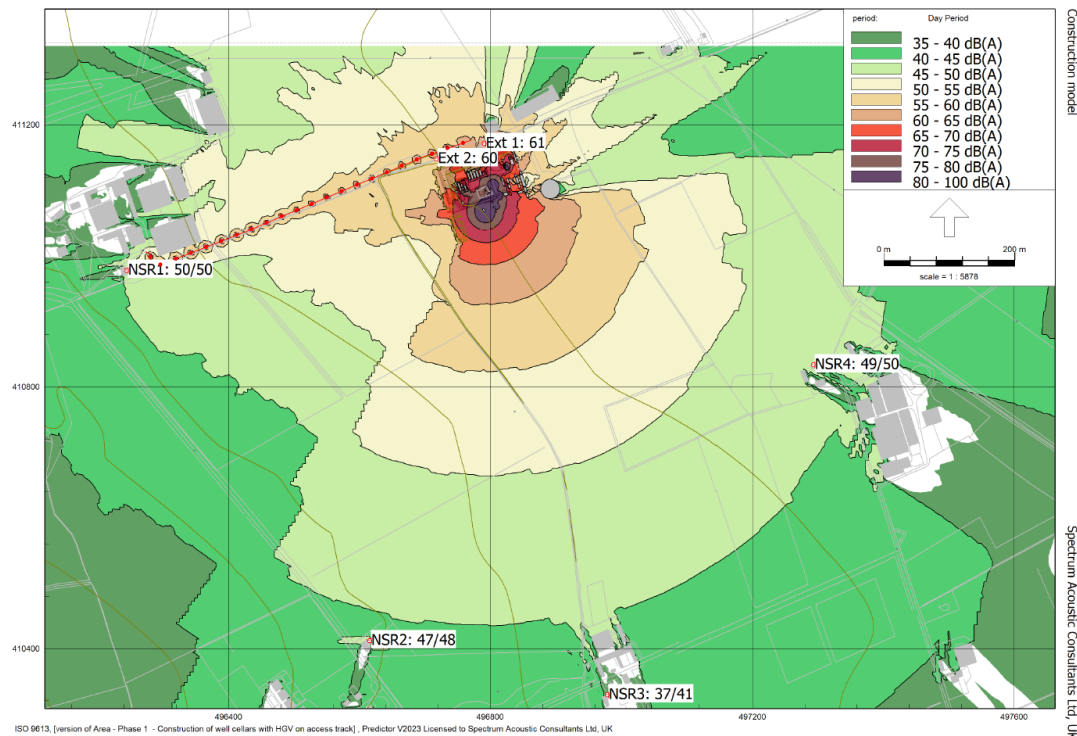 period: Day Period
35 - 40 dB(A)
40 - 45 dB(A)
45 - 50 dB(A)
50 - 55 dB(A)
55 - 60 dB(A)
60 - 65 dB(A)
65 - 70 dB(A)
70 - 75 dB(A)
75 - 80 dB(A)
80 - 100 dB(A)
0 m 200 m
scale = 1 : 5878
Construction model
411200
Ext 1: 61
Ext 2: 60
NSR1: 50/50
NSR4: 49/50
410800
Spectrum Acoustic Consultants Ltd, UK
NSR2: 47/48
410400
NSR3: 37/41
496400 496800 497200 497600
ISO 9613, [version of Area - Phase 1 - Construction of well cellars with HGV on access track] , Predictor V2023 Licensed to Spectrum Acoustic Consultants Ltd, UK